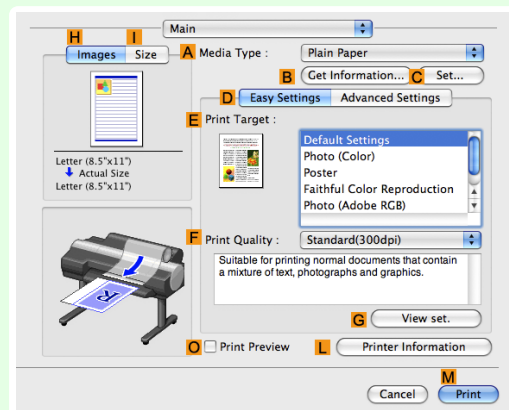 Main
H I
Images Size A Media Type : Plain Paper
B Get Information... C Set...
D Easy Settings Advanced Settings
E Print Target :
Default Settings
Photo (Color)
Poster
Faithful Color Reproduction
Photo (Adobe RGB)
Letter (8.5"x11")
Actual Size
Letter (8.5"x11")
F Print Quality : Standard(300dpi)
Suitable for printing normal documents that contain
a mixture of text, photographs and graphics.
R
G View set.
O Print Preview L Printer Information
M
Cancel Print